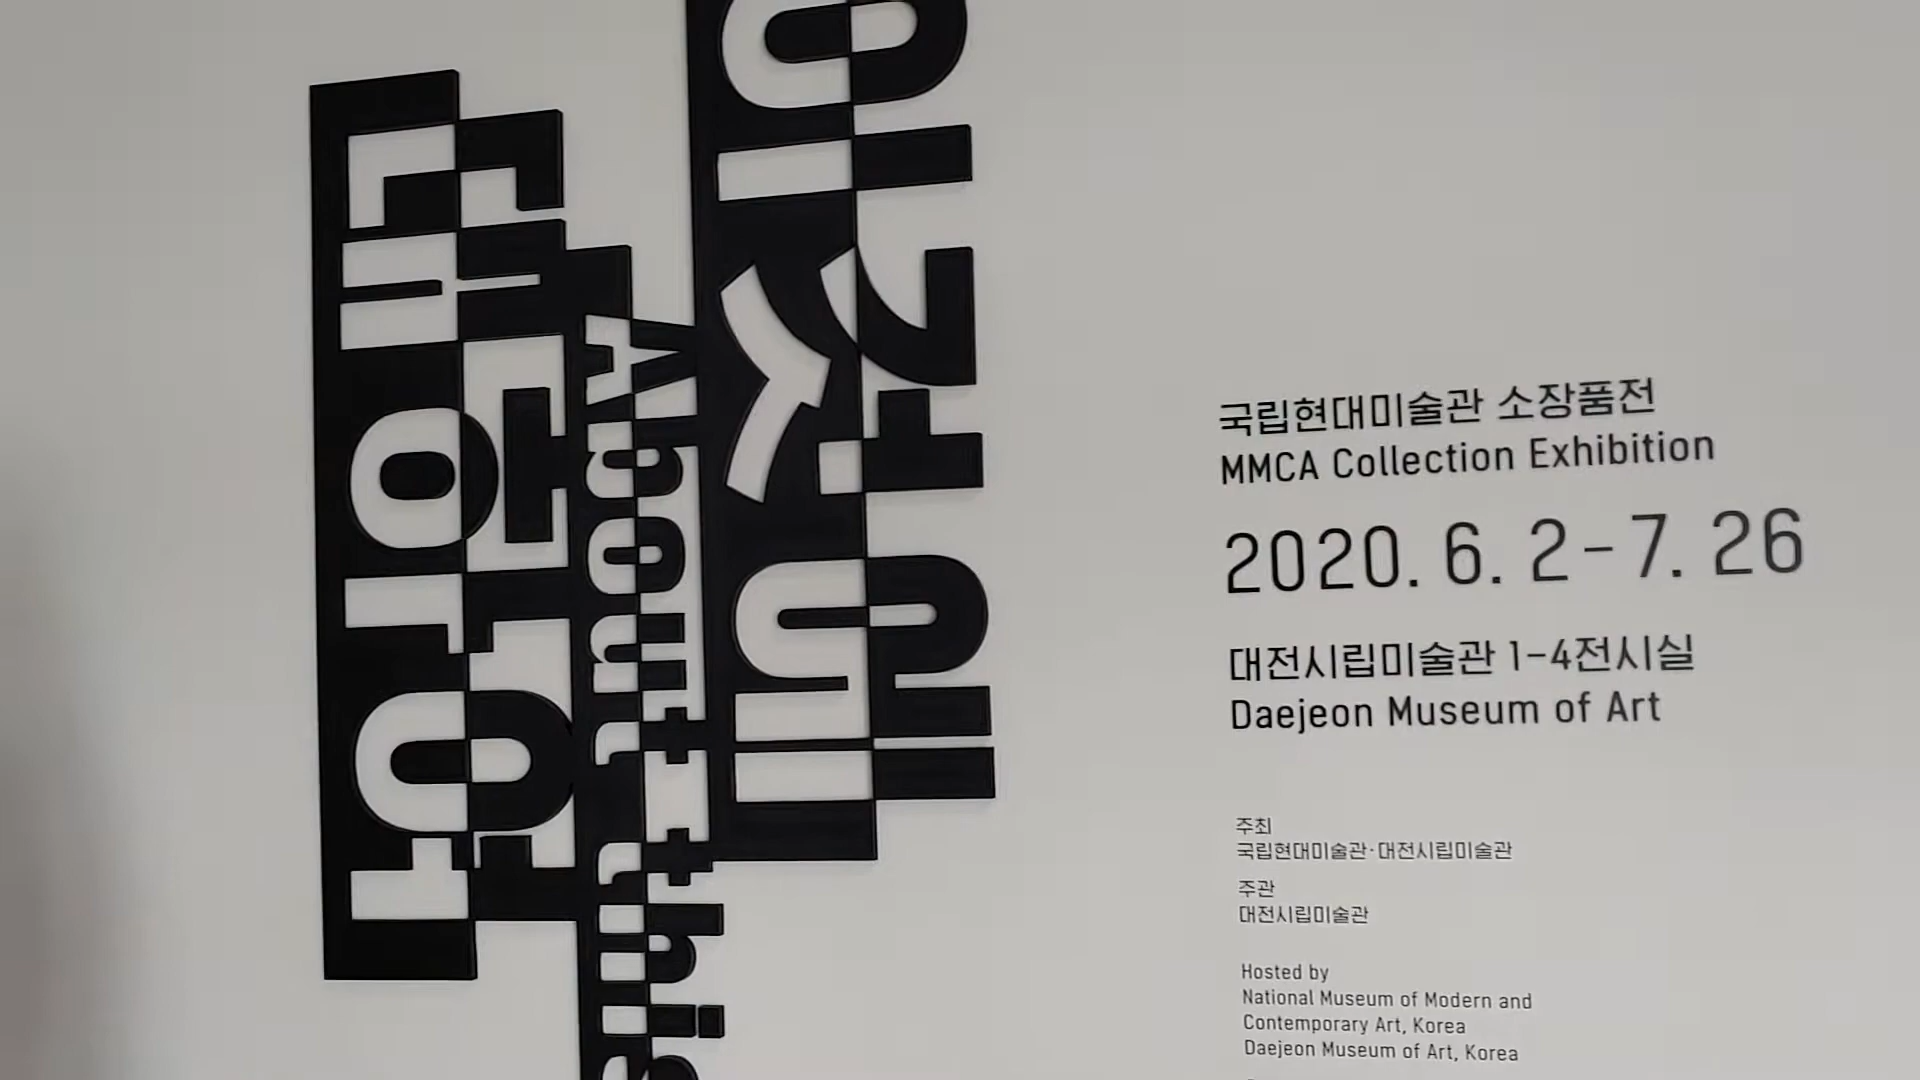 이것에
대하여
About this
국립현대미술관 소장품전
MMCA Collection Exhibition
2020. 6. 2-7. 26
대전시립미술관 1-4전시실
Daejeon Museum of Art
주최
국립현대미술관·대전시립미술관
주관
대전시립미술관
Hosted by
National Museum of Modern and
Contemporary Art, Korea
Daejeon Museum of Art, Korea